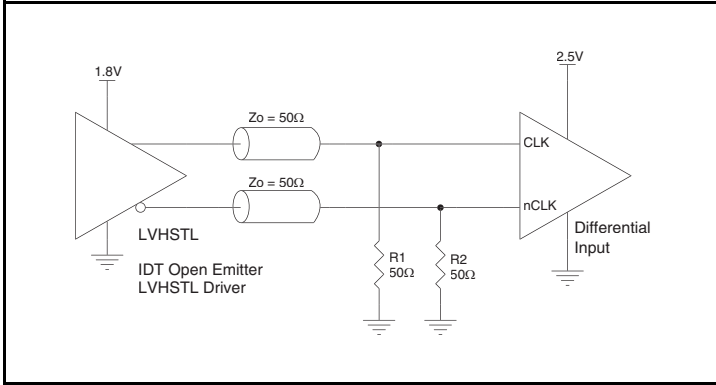 1.8V
2.5V
Zo = 50Ω
CLK
Zo = 50Ω
nCLK
LVHSTL
Differential
Input
IDT Open Emitter
LVHSTL Driver
R1
50Ω
R2
50Ω